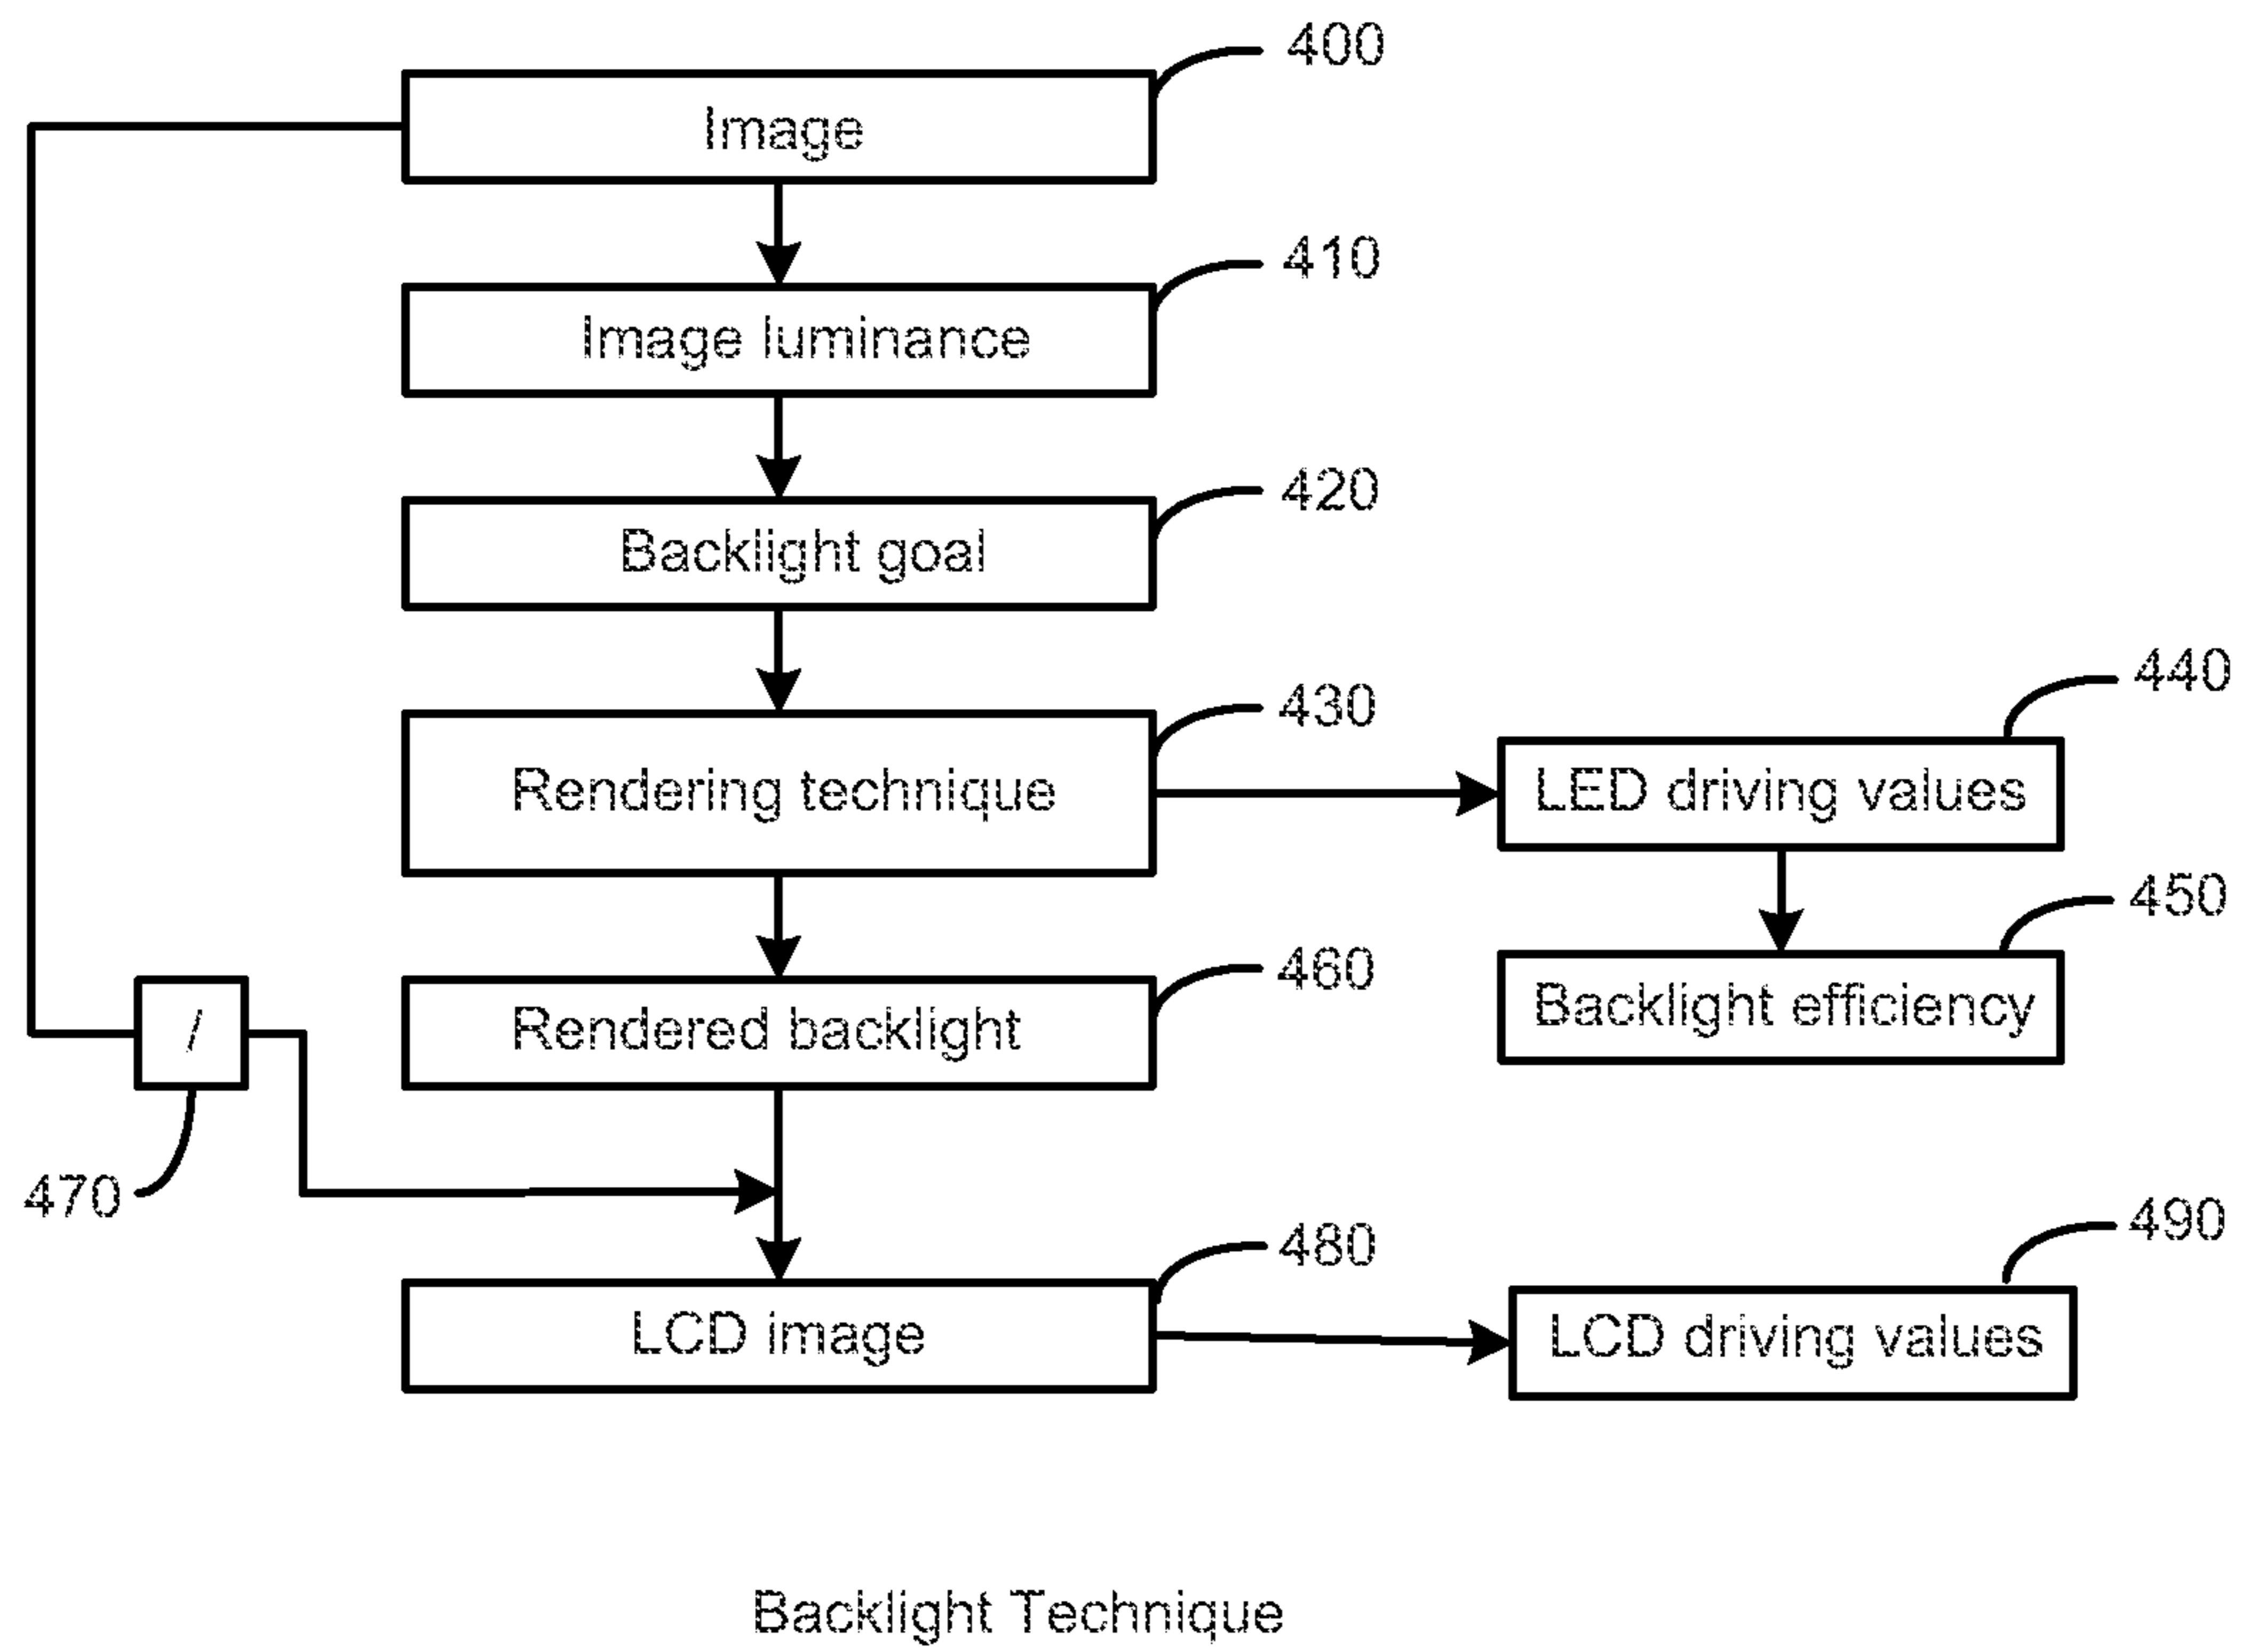 400
Image
410
Image luminance
420
Backlight goal
430
Rendering technique
440
LED driving values
450
Backlight efficiency
460
Rendered backlight
/
470
480
LCD image
490
LCD driving values
Backlight Technique